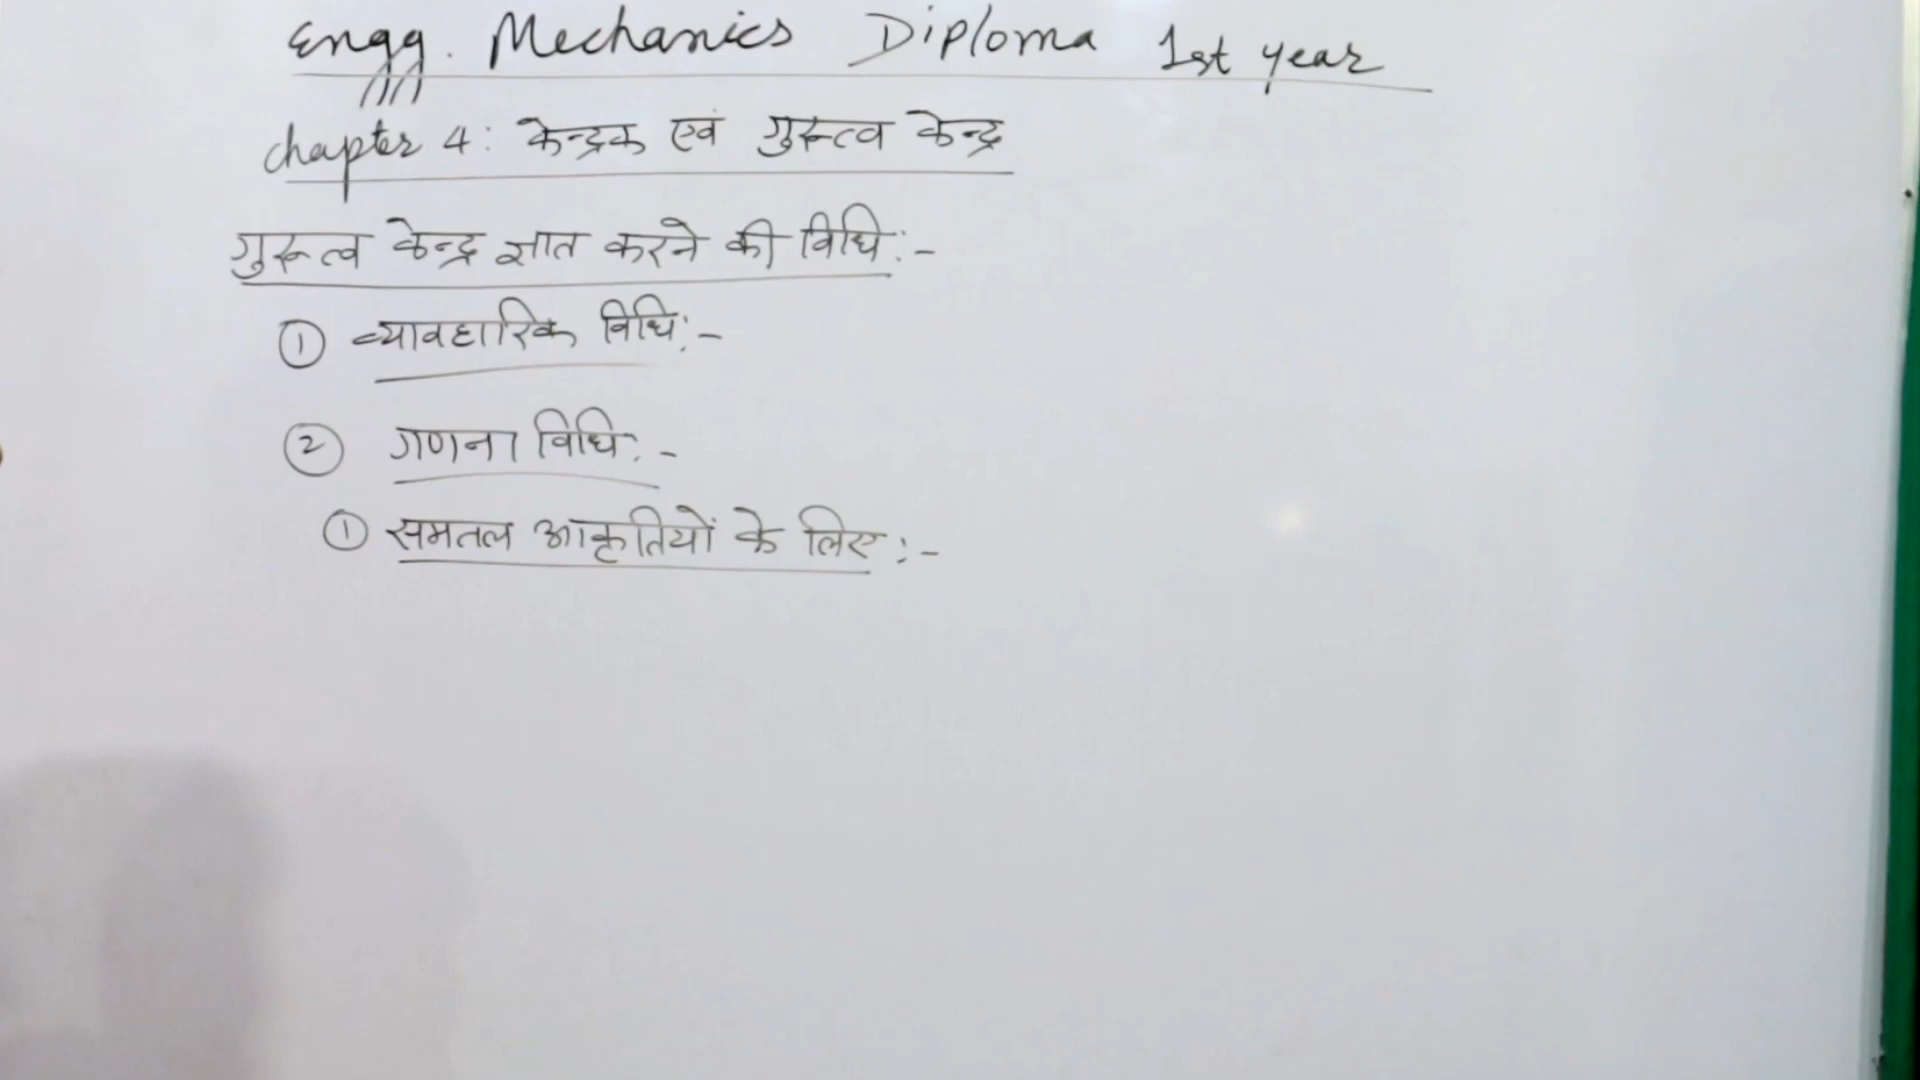 Engg. Mechanics Diploma 1st year
Chapter 4: केन्द्रक एवं गुरूत्व केन्द्र
गुरूत्व केन्द्र ज्ञात करने की विधि:-
① व्यावहारिक विधि:-
② गणना विधि:-
① समतल आकृतियों के लिए:-